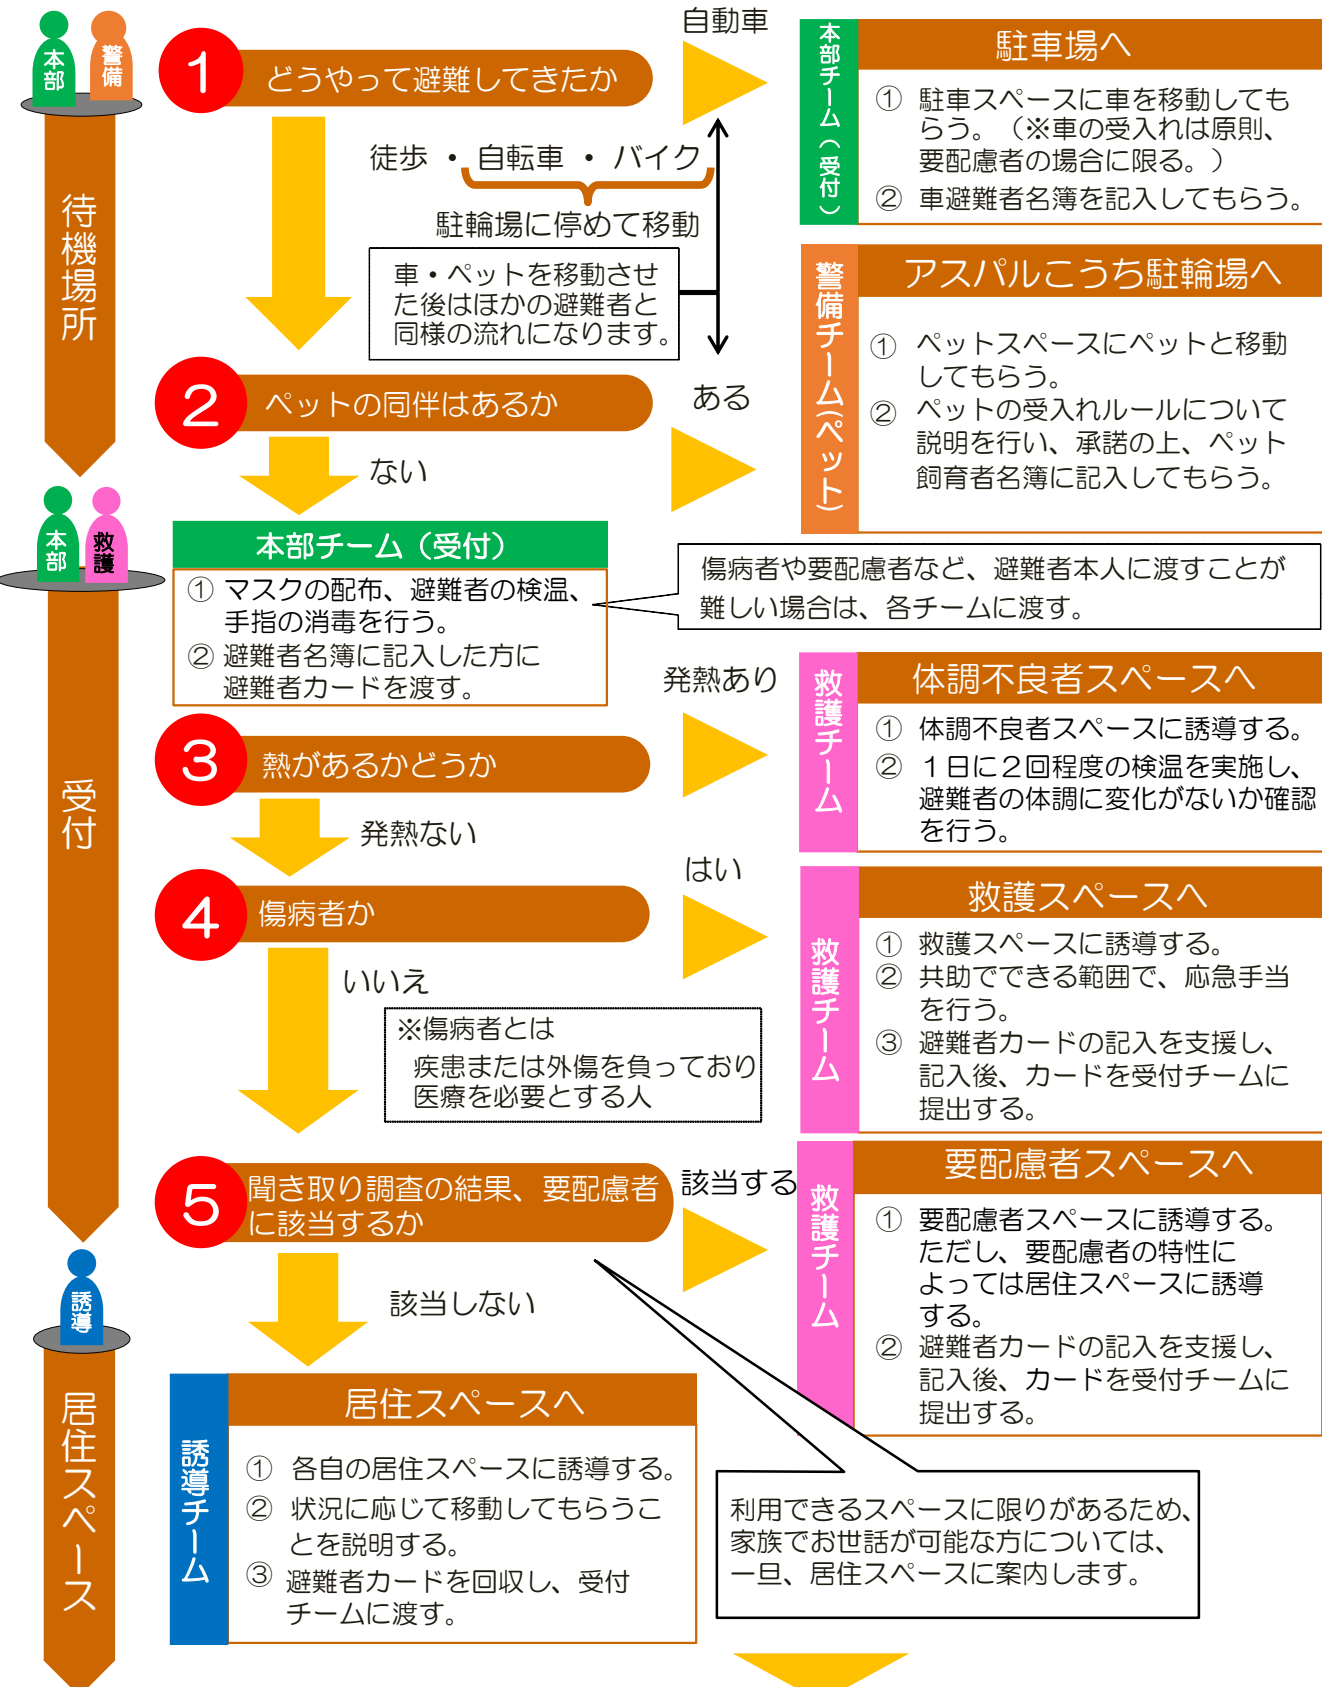 本部
警備
1
どうやって避難してきたか
自動車
徒歩 ・ 自転車 ・ バイク
駐輪場に停めて移動
車・ペットを移動させ
た後はほかの避難者と
同様の流れになります。
本部チーム（受付）
駐車場へ
① 駐車スペースに車を移動しても
らう。（※車の受入れは原則、
要配慮者の場合に限る。）
② 車避難者名簿を記入してもらう。
待機場所
2
ペットの同伴はあるか
ある
ない
警備チーム(ペット)
アスパルこうち駐輪場へ
① ペットスペースにペットと移動
してもらう。
② ペットの受入れルールについて
説明を行い、承諾の上、ペット
飼育者名簿に記入してもらう。
本部
救護
本部チーム（受付）
① マスクの配布、避難者の検温、
手指の消毒を行う。
② 避難者名簿に記入した方に
避難者カードを渡す。
傷病者や要配慮者など、避難者本人に渡すことが
難しい場合は、各チームに渡す。
受付
3
熱があるかどうか
発熱あり
発熱ない
救護チーム
体調不良者スペースへ
① 体調不良者スペースに誘導する。
② １日に２回程度の検温を実施し、
避難者の体調に変化がないか確認
を行う。
4
傷病者か
はい
いいえ
※傷病者とは
疾患または外傷を負っており
医療を必要とする人
救護チーム
救護スペースへ
① 救護スペースに誘導する。
② 共助でできる範囲で、応急手当
を行う。
③ 避難者カードの記入を支援し、
記入後、カードを受付チームに
提出する。
5
聞き取り調査の結果、要配慮者
に該当するか
該当する
該当しない
救護チーム
要配慮者スペースへ
① 要配慮者スペースに誘導する。
ただし、要配慮者の特性に
よっては居住スペースに誘導
する。
② 避難者カードの記入を支援し、
記入後、カードを受付チームに
提出する。
誘導
居住スペース
誘導チーム
居住スペースへ
① 各自の居住スペースに誘導する。
② 状況に応じて移動してもらうこ
とを説明する。
③ 避難者カードを回収し、受付
チームに渡す。
利用できるスペースに限りがあるため、
家族でお世話が可能な方については、
一旦、居住スペースに案内します。